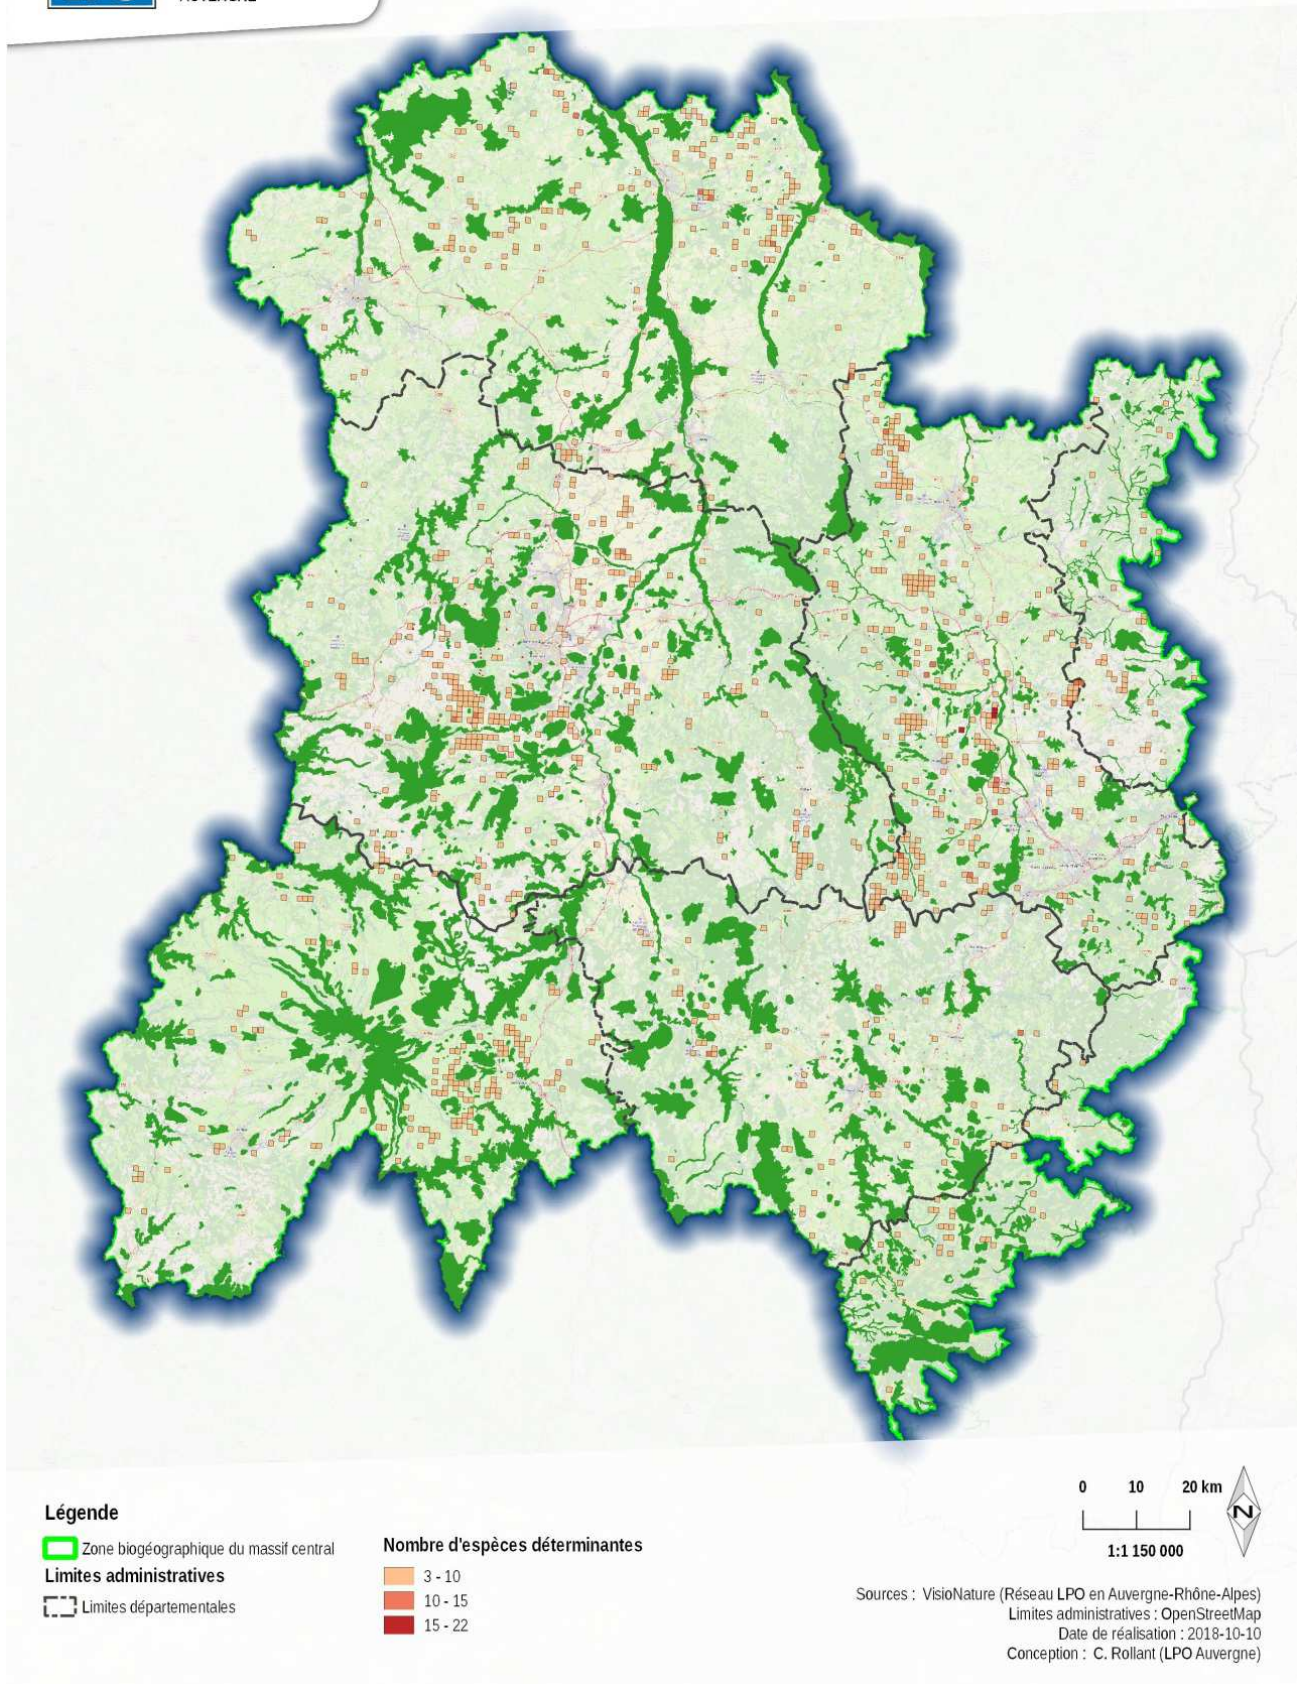 Légende
Zone biogéographique du massif central
Limites administratives
Limites départementales
Nombre d'espèces déterminantes
3 - 10
10 - 15
15 - 22
0 10 20 km
N
1:1 150 000
Sources : VisioNature (Réseau LPO en Auvergne-Rhône-Alpes)
Limites administratives : OpenStreetMap
Date de réalisation : 2018-10-10
Conception : C. Rollant (LPO Auvergne)